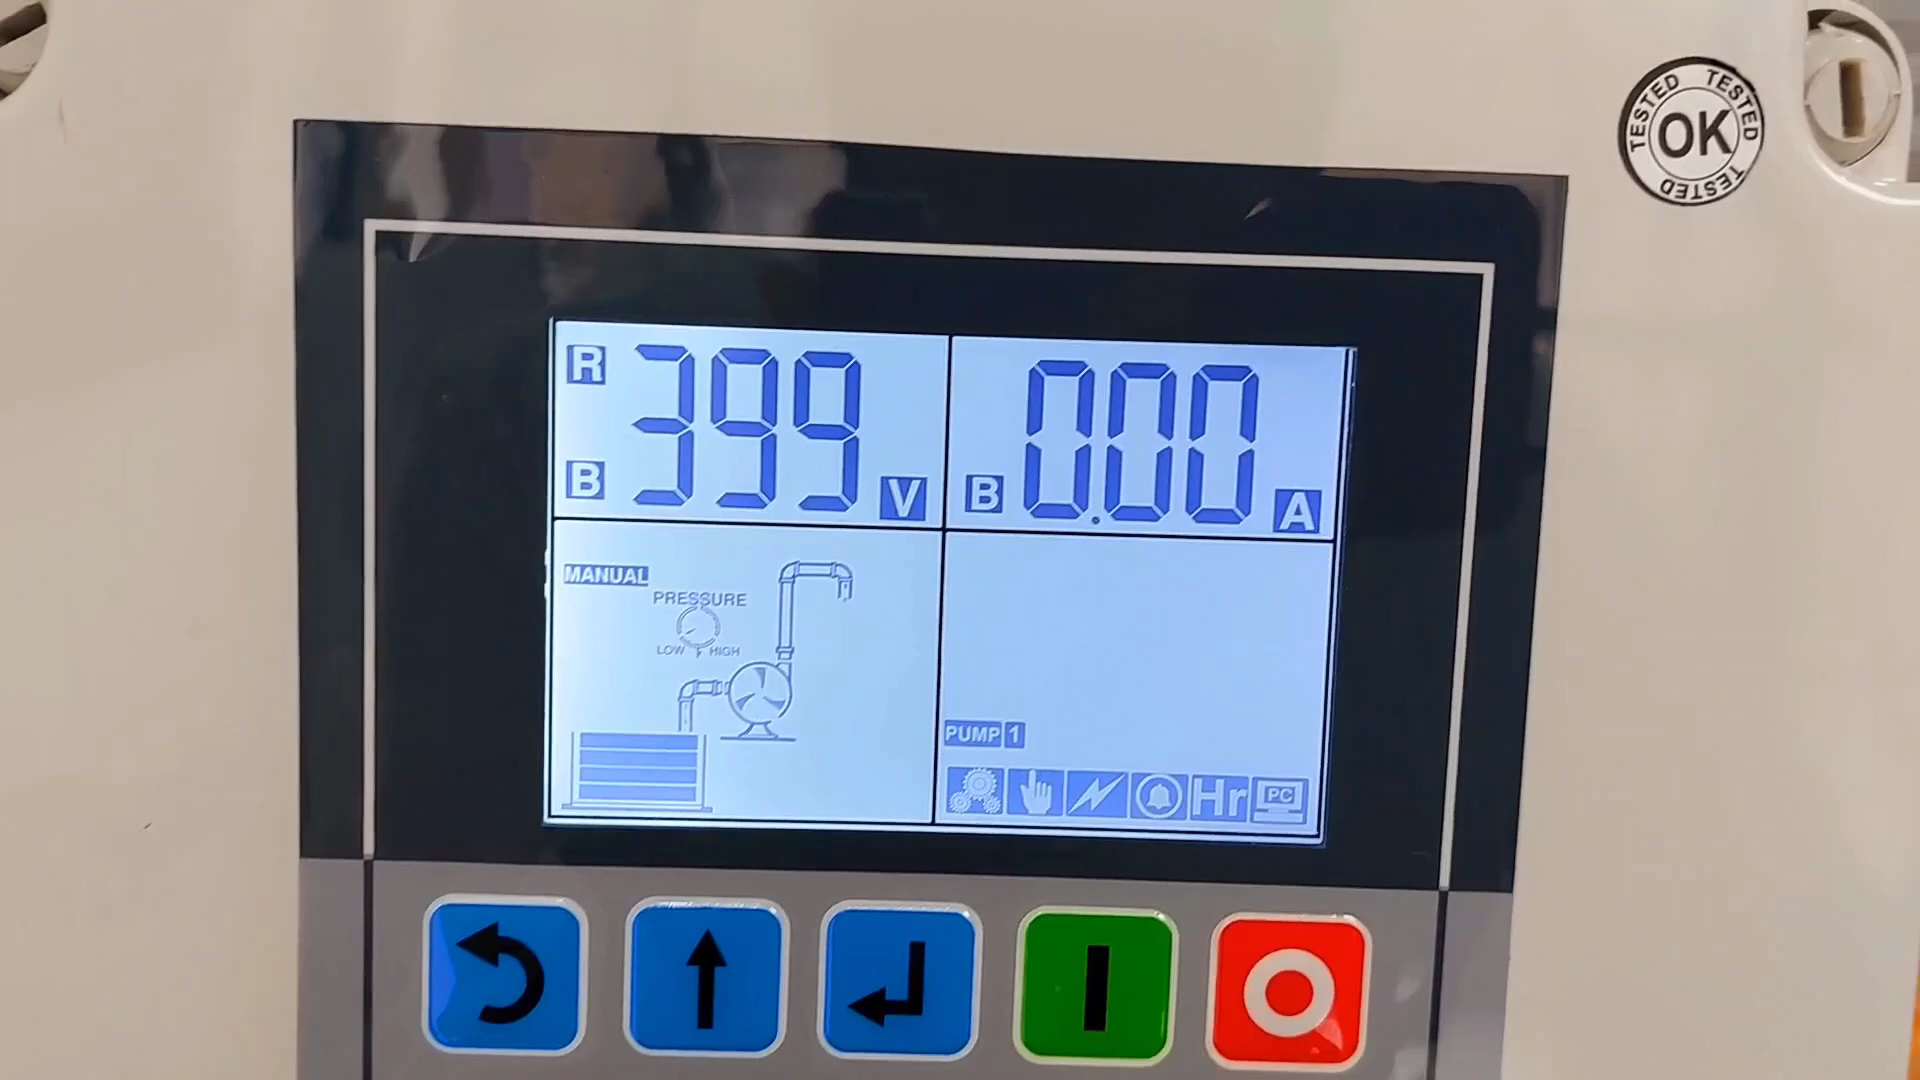 TESTED TESTED TESTED
OK
R 399
B V
B 0.00 A
MANUAL
PRESSURE
LOW HIGH
PUMP 1
Hr PC